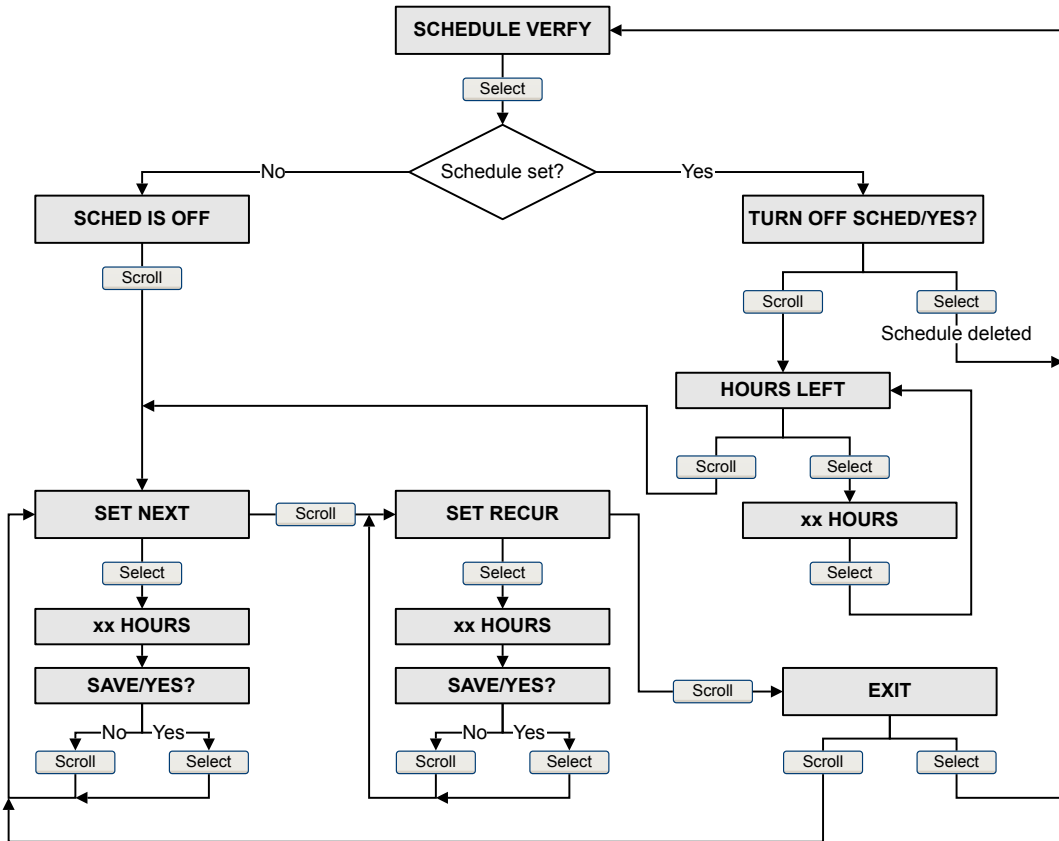 SCHEDULE VERFY
Select
Schedule set?
No
Yes
SCHED IS OFF
TURN OFF SCHED/YES?
Scroll
Scroll
Select
Schedule deleted
HOURS LEFT
Scroll
Select
xx HOURS
Select
SET NEXT
Scroll
SET RECUR
Select
Select
xx HOURS
xx HOURS
SAVE/YES?
SAVE/YES?
Scroll
EXIT
No
Yes
No
Yes
Scroll
Select
Scroll
Select
Scroll
Select